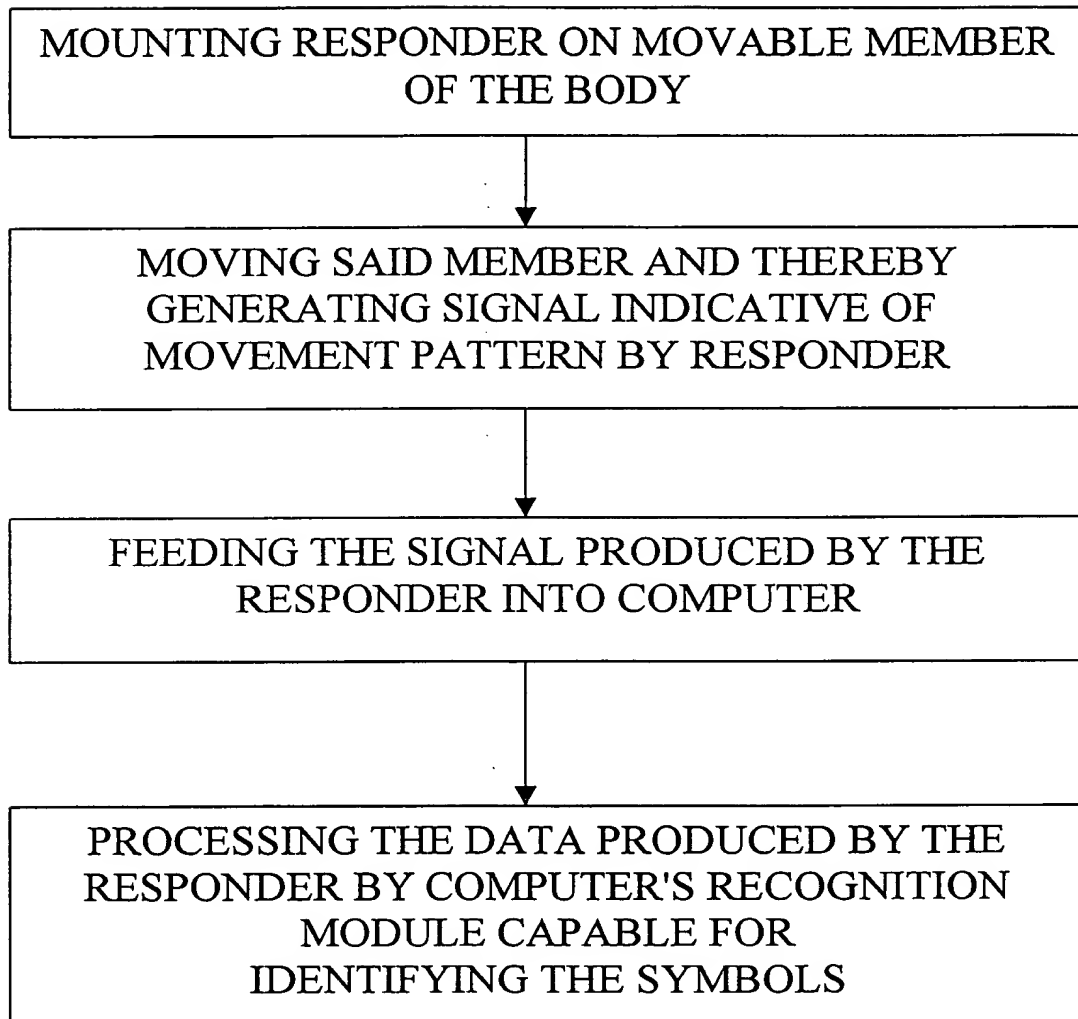 MOUNTING RESPONDER ON MOVABLE MEMBER
OF THE BODY
MOVING SAID MEMBER AND THEREBY
GENERATING SIGNAL INDICATIVE OF
MOVEMENT PATTERN BY RESPONDER
FEEDING THE SIGNAL PRODUCED BY THE
RESPONDER INTO COMPUTER
PROCESSING THE DATA PRODUCED BY THE
RESPONDER BY COMPUTER'S RECOGNITION
MODULE CAPABLE FOR
IDENTIFYING THE SYMBOLS